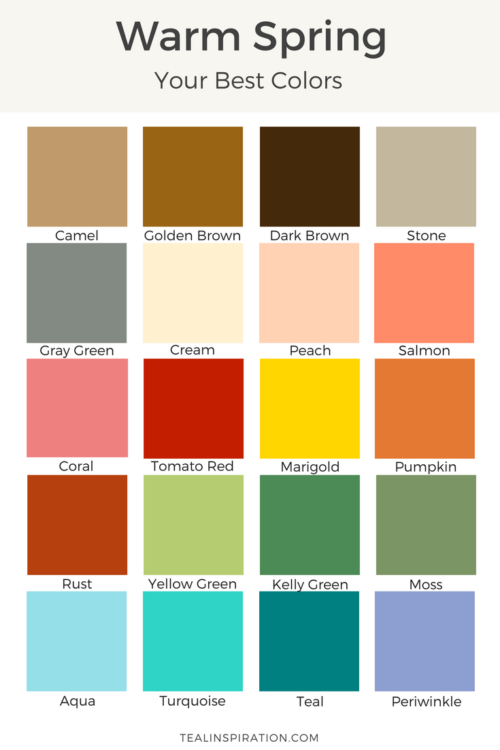 Warm Spring
Your Best Colors
Camel Golden Brown Dark Brown Stone
Gray Green Cream Peach Salmon
Coral Tomato Red Marigold Pumpkin
Rust Yellow Green Kelly Green Moss
Aqua Turquoise Teal Periwinkle
TEALINSPIRATION.COM